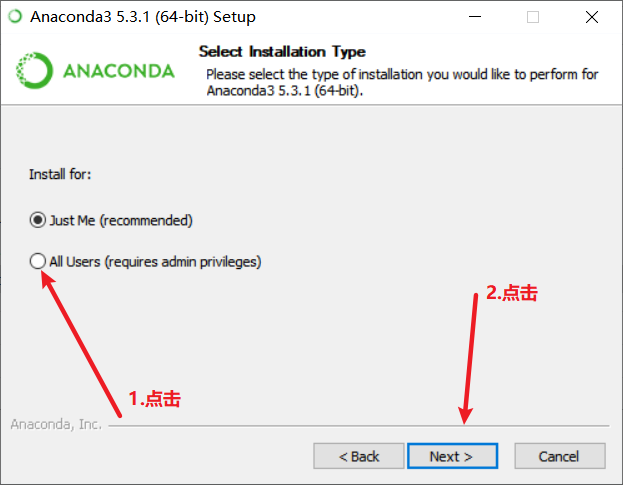 Anaconda3 5.3.1 (64-bit) Setup
ANACONDA
Select Installation Type
Please select the type of installation you would like to perform for
Anaconda3 5.3.1 (64-bit).
Install for:
Just Me (recommended)
All Users (requires admin privileges)
2.点击
1.点击
Anaconda, Inc.
< Back
Next >
Cancel